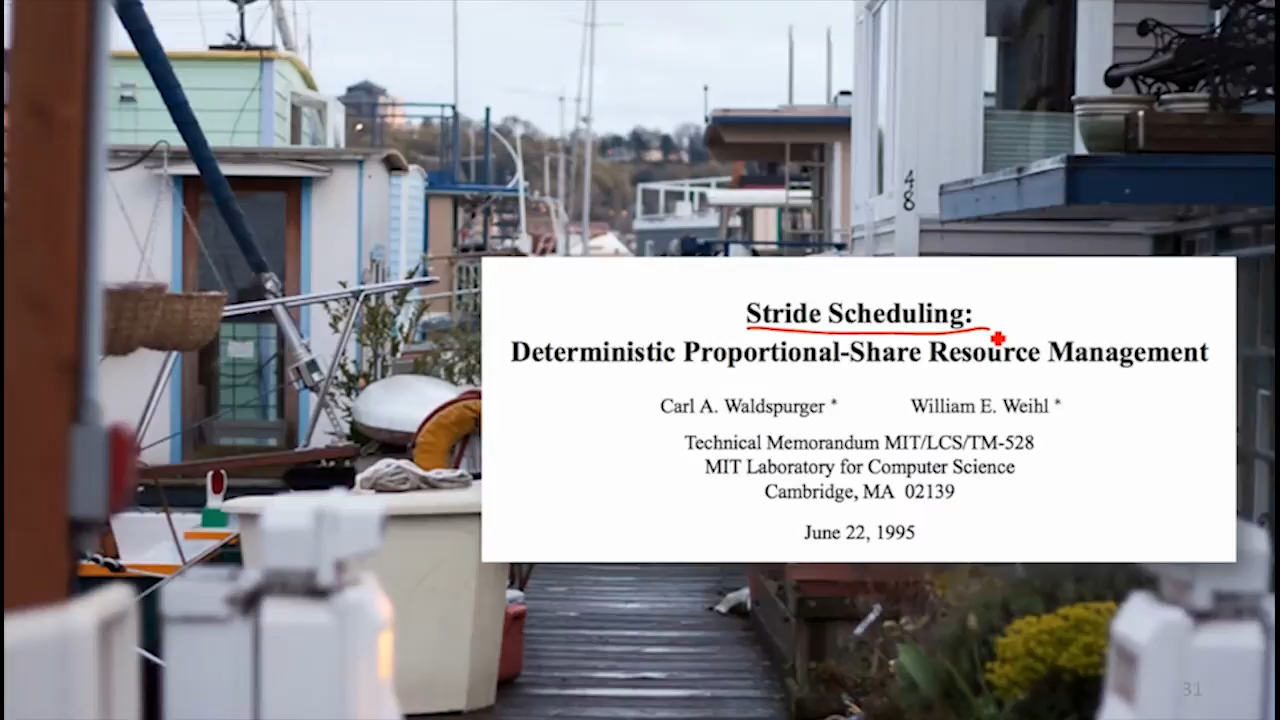 48
Stride Scheduling:
Deterministic Proportional-Share Resource Management
Carl A. Waldspurger * William E. Weihl *
Technical Memorandum MIT/LCS/TM-528
MIT Laboratory for Computer Science
Cambridge, MA 02139
June 22, 1995
31